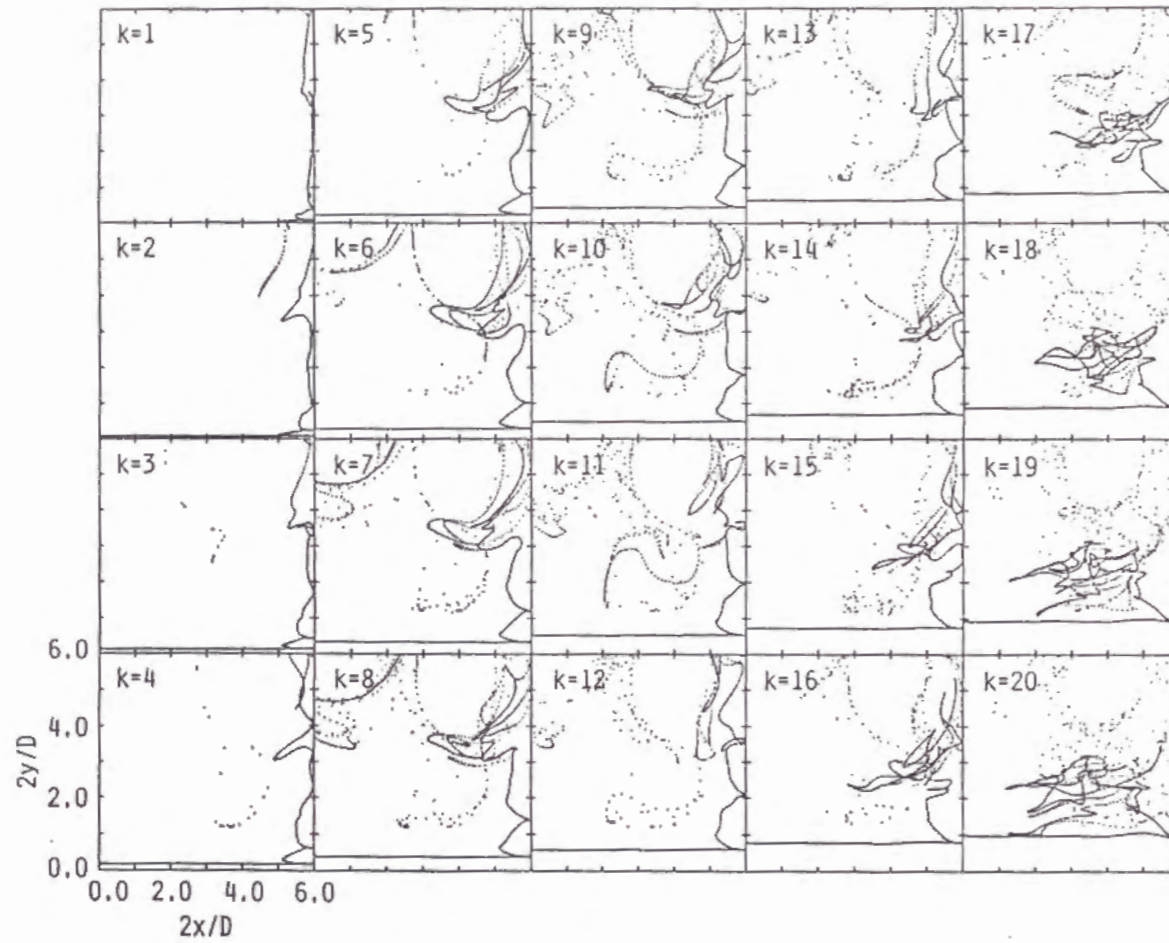 k=1 k=5 k=9 k=13 k=17
k=2 k=6 k=10 k=14 k=18
k=3 k=7 k=11 k=15 k=19
6.0
k=4 k=8 k=12 k=16 k=20
4.0
2y/D
2.0
0.0
0.0 2.0 4.0 6.0
2x/D